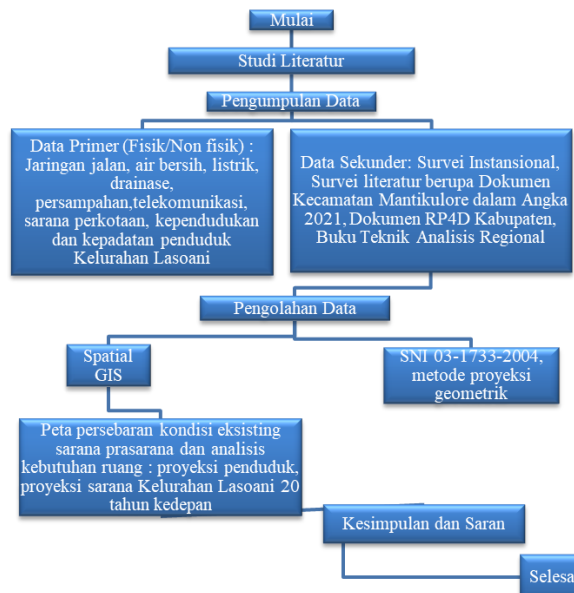 Mulai
Studi Literatur
Pengumpulan Data
Data Primer (Fisik/Non fisik) :
Jaringan jalan, air bersih, listrik,
drainase,
persampahan,telekomunikasi,
sarana perkotaan, kependudukan
dan kepadatan penduduk
Kelurahan Lasoani
Data Sekunder: Survei Instansional,
Survei literatur berupa Dokumen
Kecamatan Mantikulore dalam Angka
2021, Dokumen RP4D Kabupaten,
Buku Teknik Analisis Regional
Pengolahan Data
Spatial
GIS
SNI 03-1733-2004,
metode proyeksi
geometrik
Peta persebaran kondisi eksisting
sarana prasarana dan analisis
kebutuhan ruang : proyeksi penduduk,
proyeksi sarana Kelurahan Lasoani 20
tahun kedepan
Kesimpulan dan Saran
Selesa